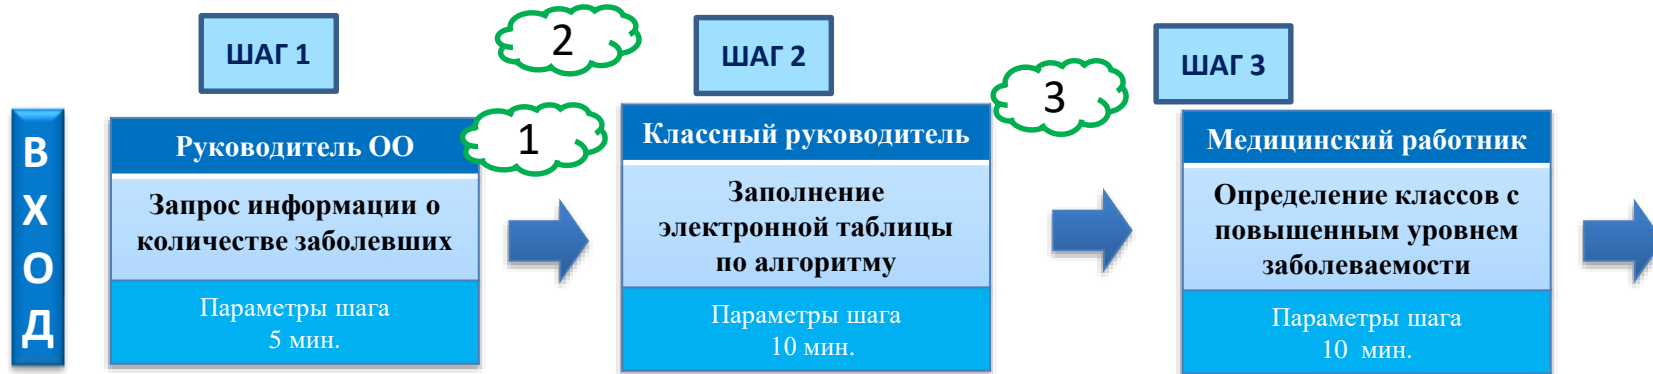 ВХОД
ШАГ 1
Руководитель ОО
Запрос информации о
количестве заболевших
Параметры шага
5 мин.
2
1
ШАГ 2
Классный руководитель
Заполнение
электронной таблицы
по алгоритму
Параметры шага
10 мин.
3
ШАГ 3
Медицинский работник
Определение классов с
повышенным уровнем
заболеваемости
Параметры шага
10 мин.